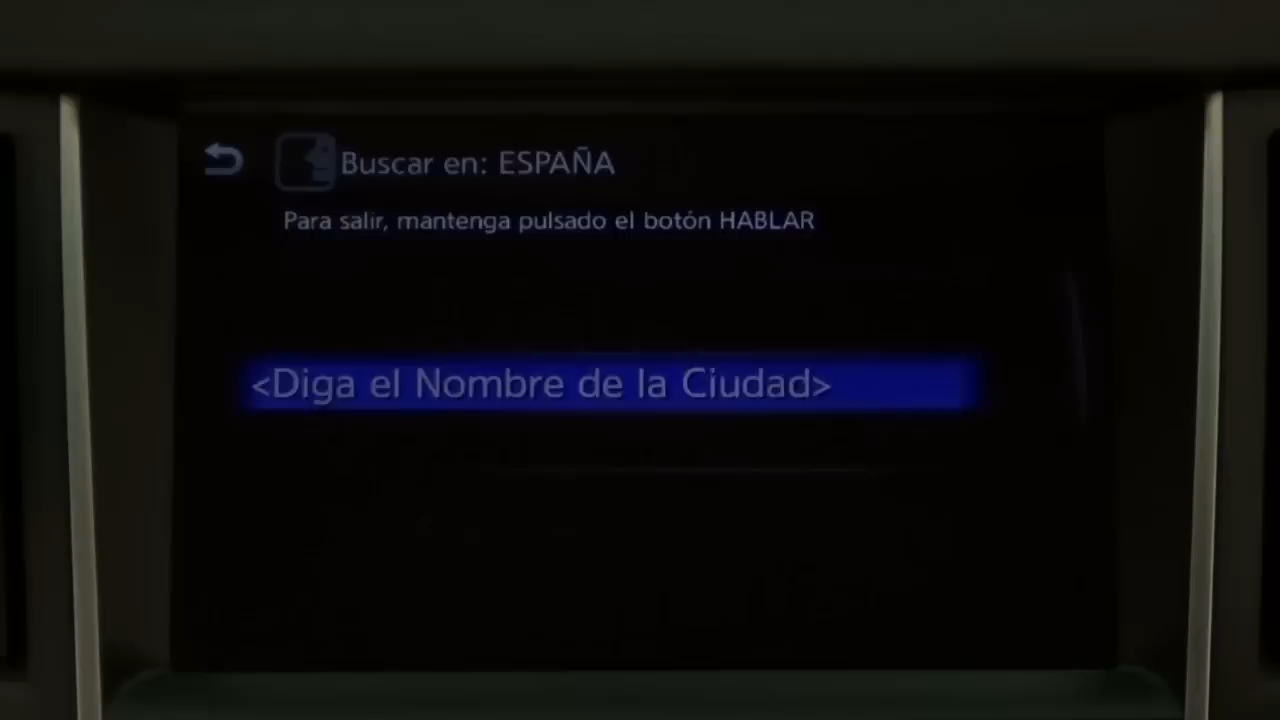 Buscar en: ESPAÑA
Para salir, mantenga pulsado el botón HABLAR
<Diga el Nombre de la Ciudad>